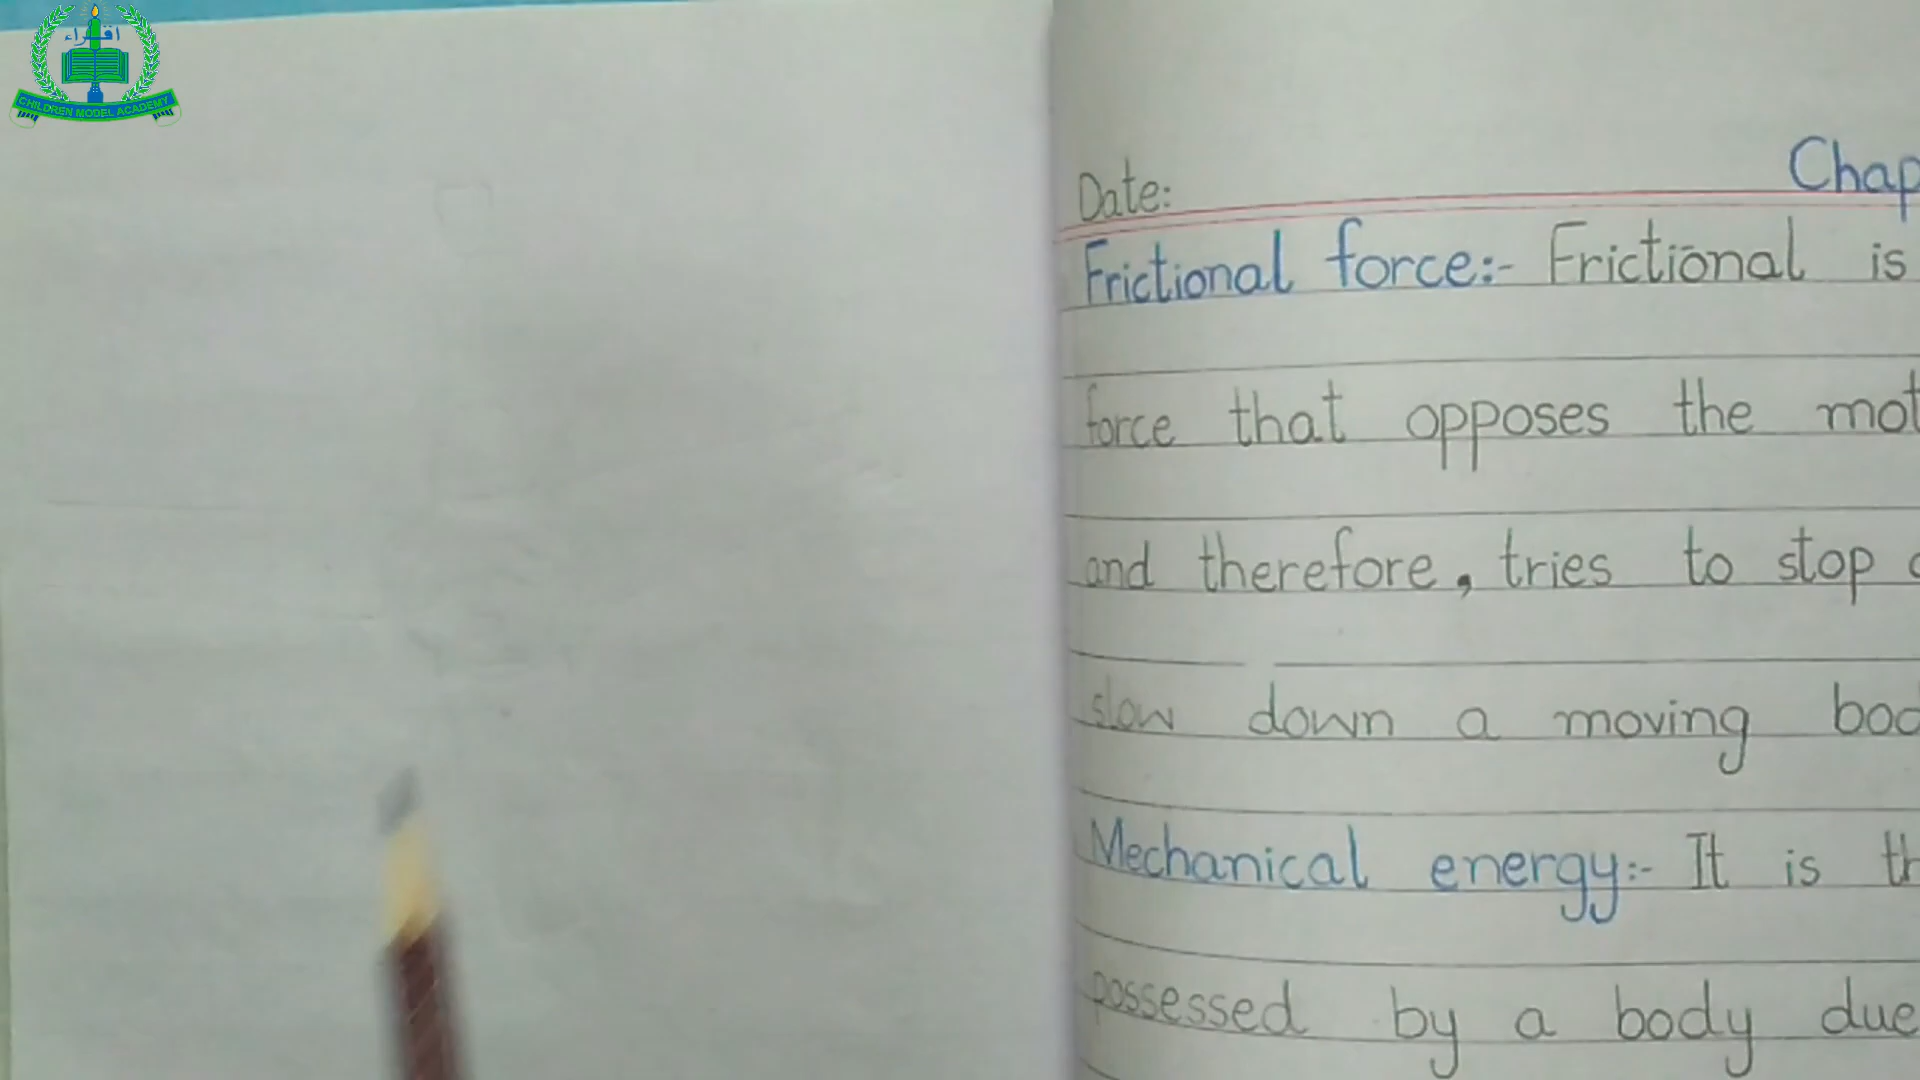 اقراء
CHILDREN MODEL ACADEMY
Date: Chap
Frictional force:- Frictional is
force that opposes the mot
and therefore, tries to stop
slow down a moving bod
Mechanical energy:- It is th
possessed by a body due